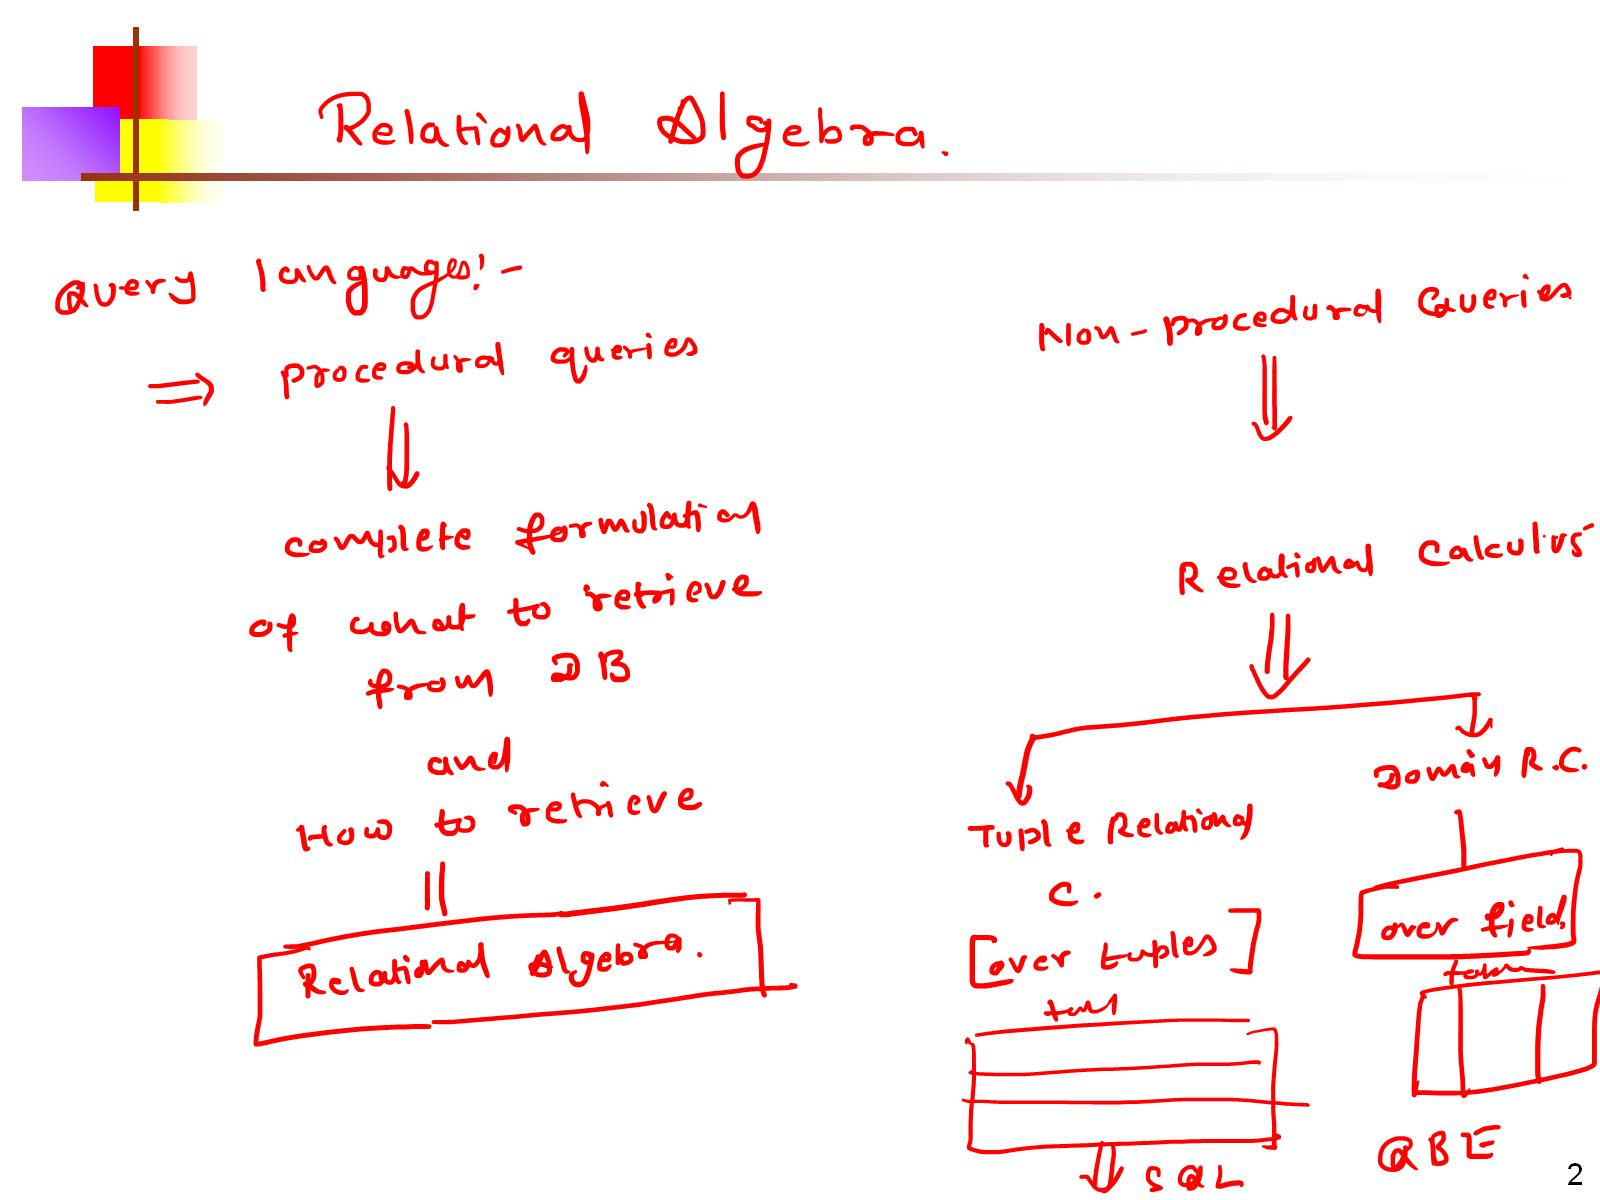 Relational Algebra.
Query languages:-
⇒ procedural queries
complete formulation
of what to retrieve
from DB
and
How to retrieve
Relational Algebra.
Non-procedural Queries
Relational Calculus
Tuple Relational
C.
[over tuples]
SQL
Domain R.C.
over field
QBE
2